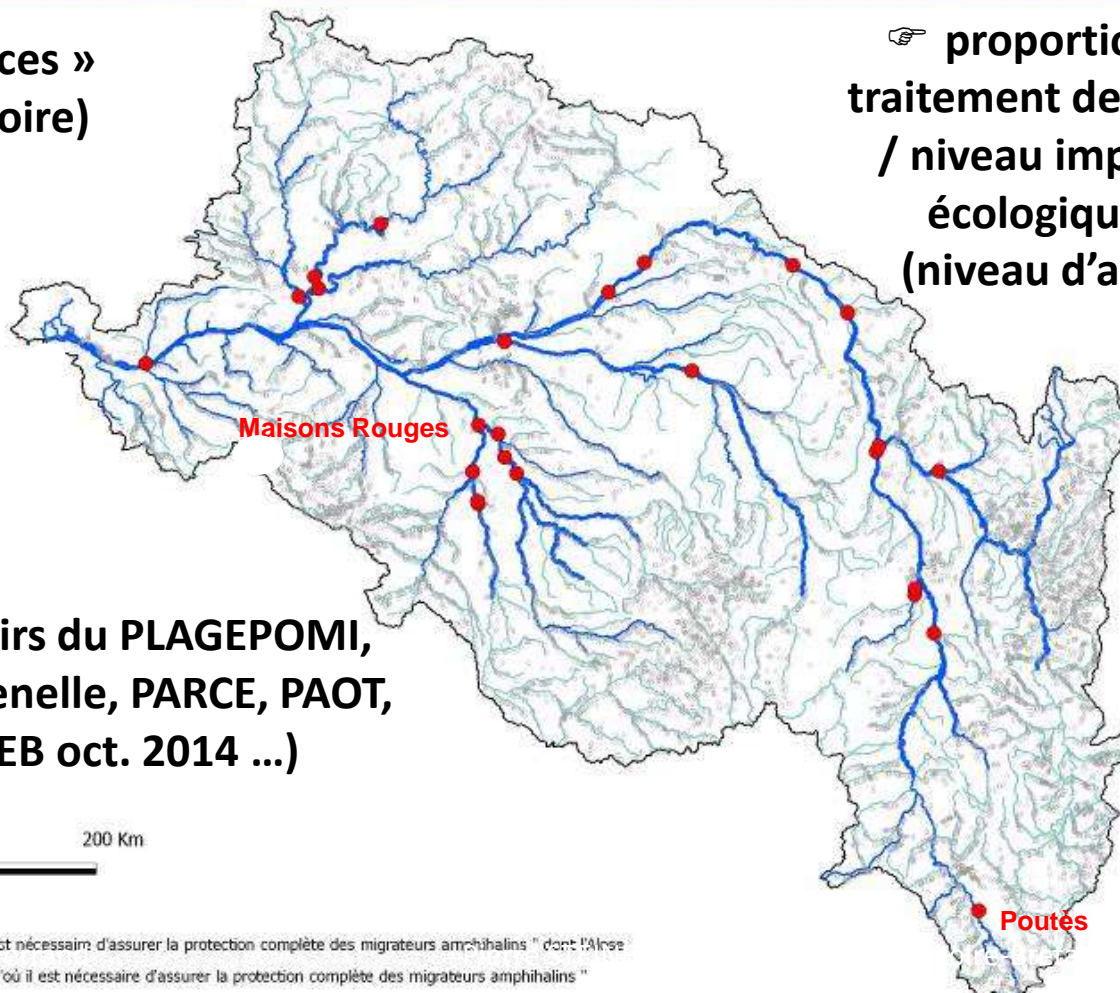 ces »
oire)
☞ proportio
traitement de
/ niveau imp
écologiqu
(niveau d'a
Maisons Rouges
irs du PLAGEPOMI,
enelle, PARCE, PAOT,
EB oct. 2014 …)
200 Km
Poutès
st nécessaire d'assurer la protection complète des migrateurs amphihalins " dont l'Alose
'où il est nécessaire d'assurer la protection complète des migrateurs amphihalins "